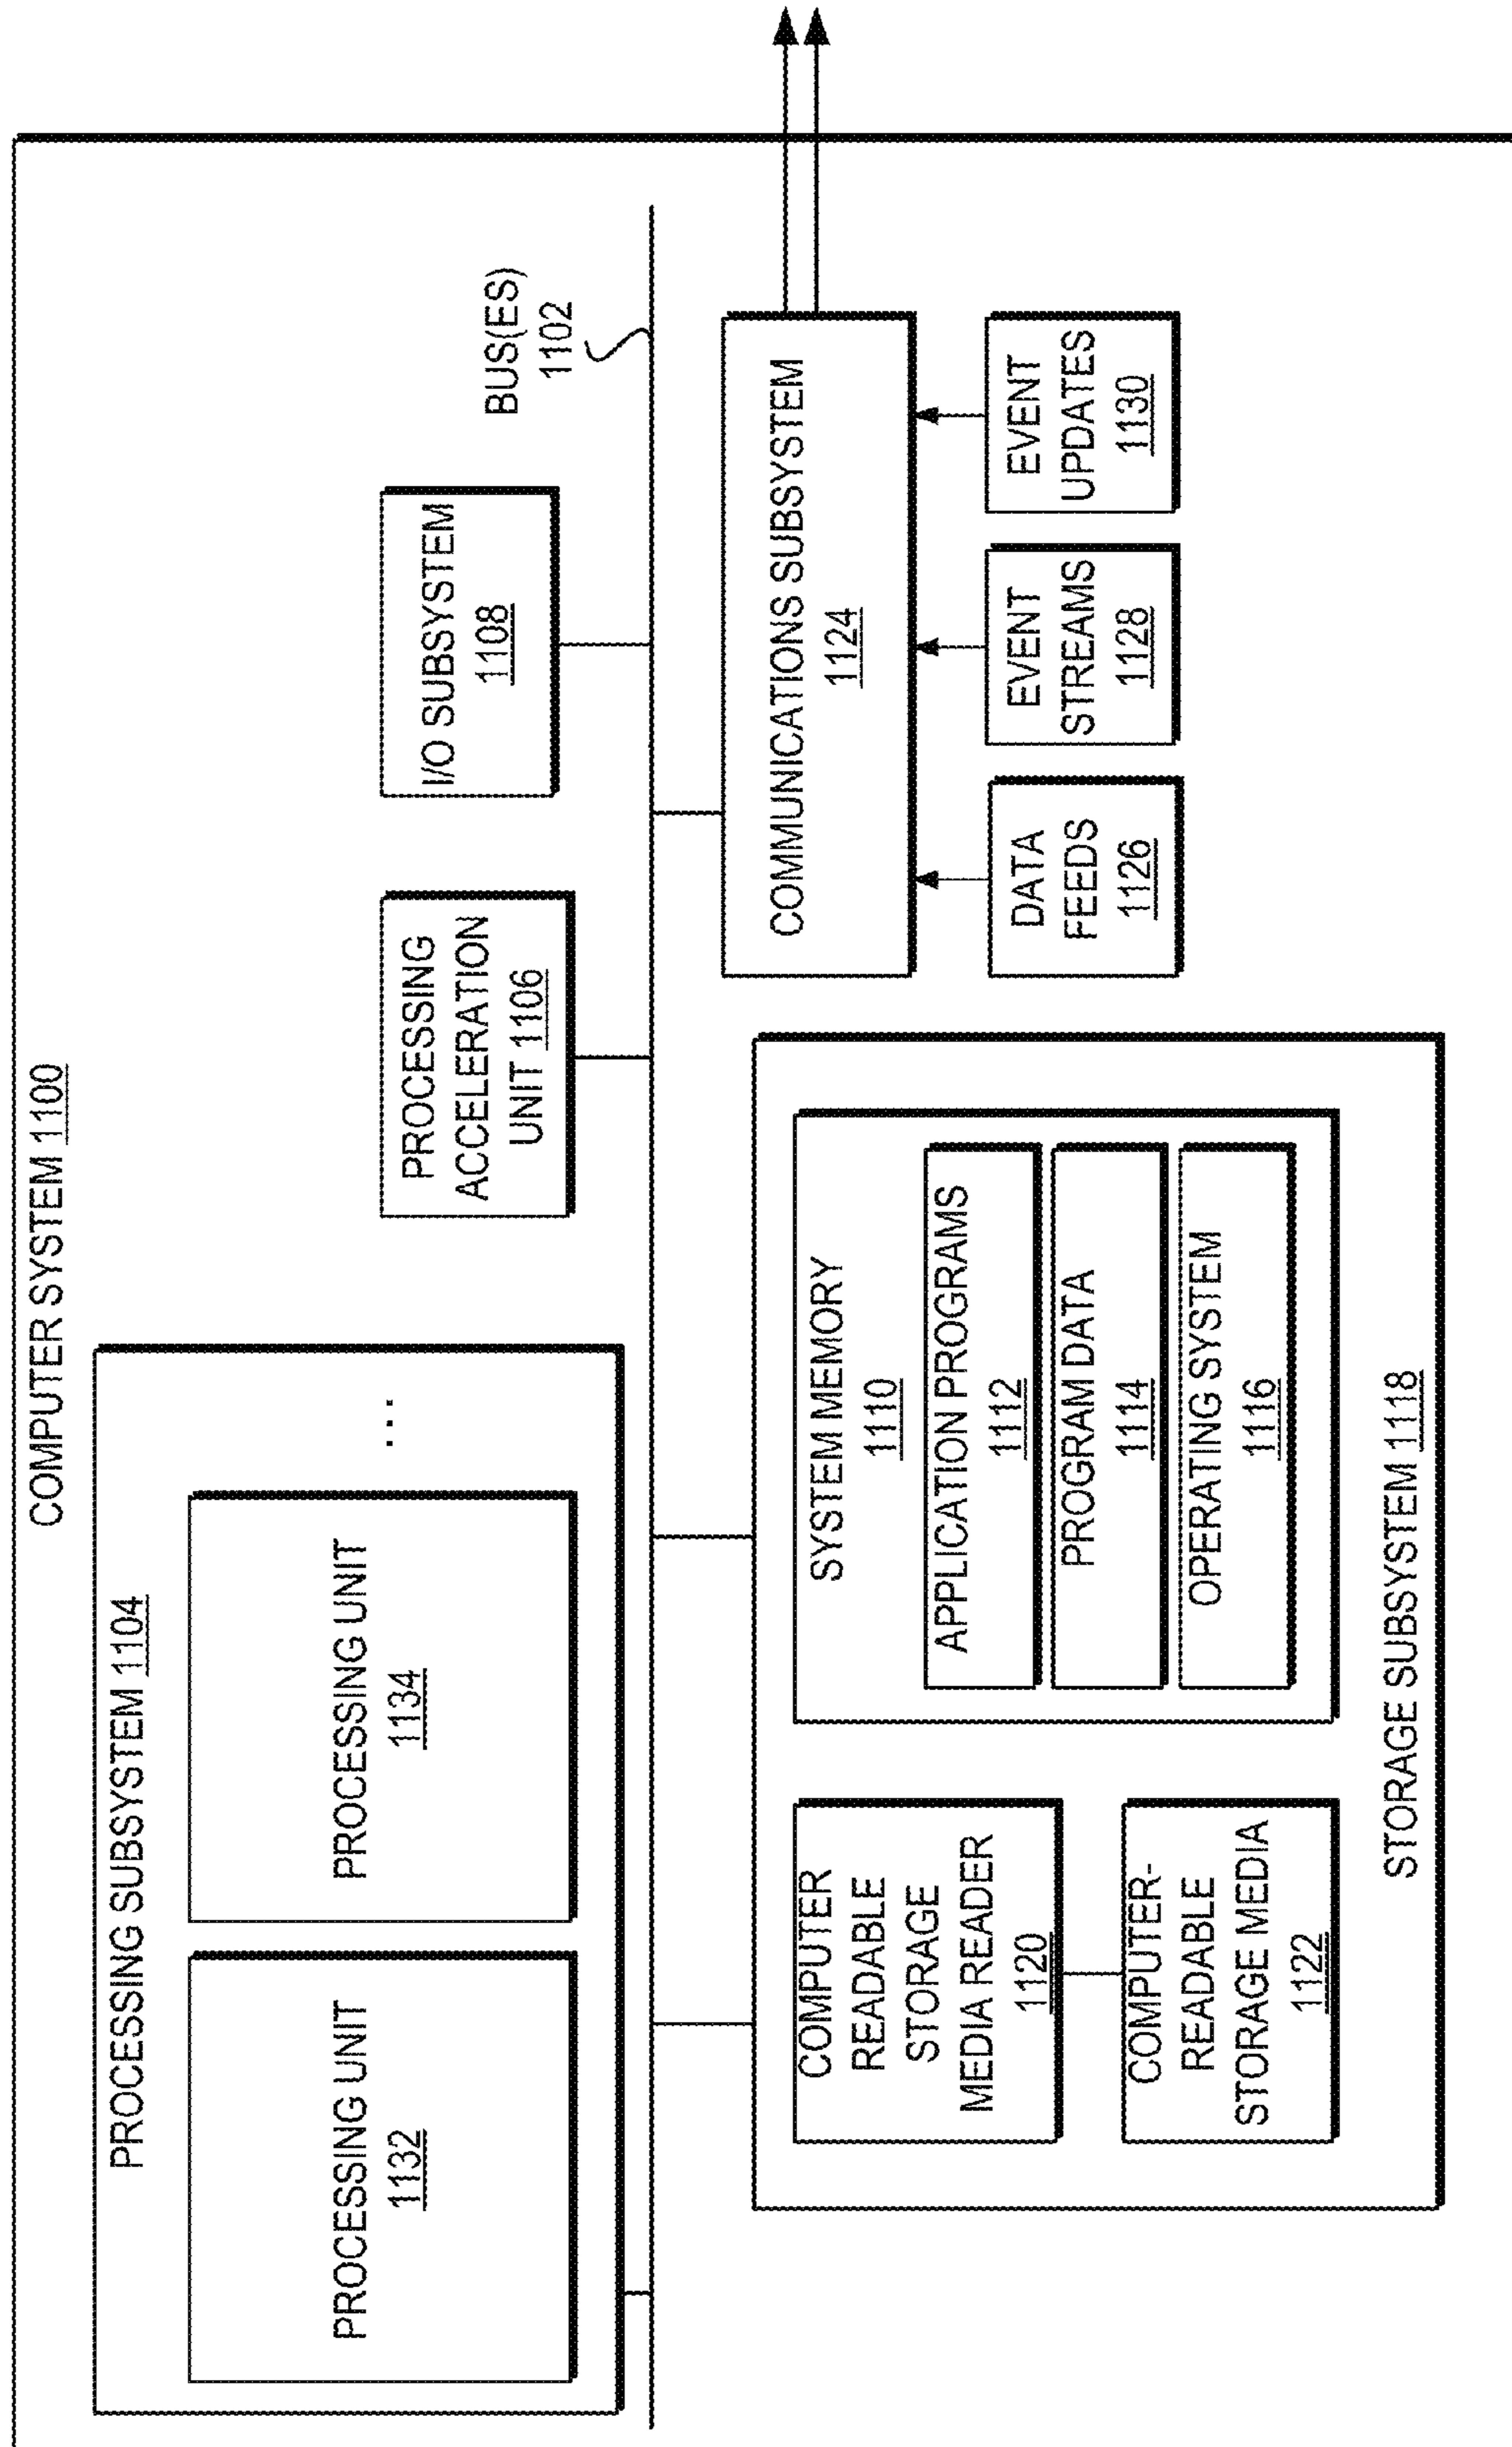 COMPUTER SYSTEM 1100
PROCESSING SUBSYSTEM 1104
PROCESSING UNIT
1132
PROCESSING UNIT
1134
...
PROCESSING
ACCELERATION
UNIT 1106
I/O SUBSYSTEM
1108
BUS(ES)
1102
COMPUTER
READABLE
STORAGE
MEDIA READER
1120
COMPUTER-
READABLE
STORAGE MEDIA
1122
SYSTEM MEMORY
1110
APPLICATION PROGRAMS
1112
PROGRAM DATA
1114
OPERATING SYSTEM
1116
STORAGE SUBSYSTEM 1118
COMMUNICATIONS SUBSYSTEM
1124
DATA
FEEDS
1126
EVENT
STREAMS
1128
EVENT
UPDATES
1130